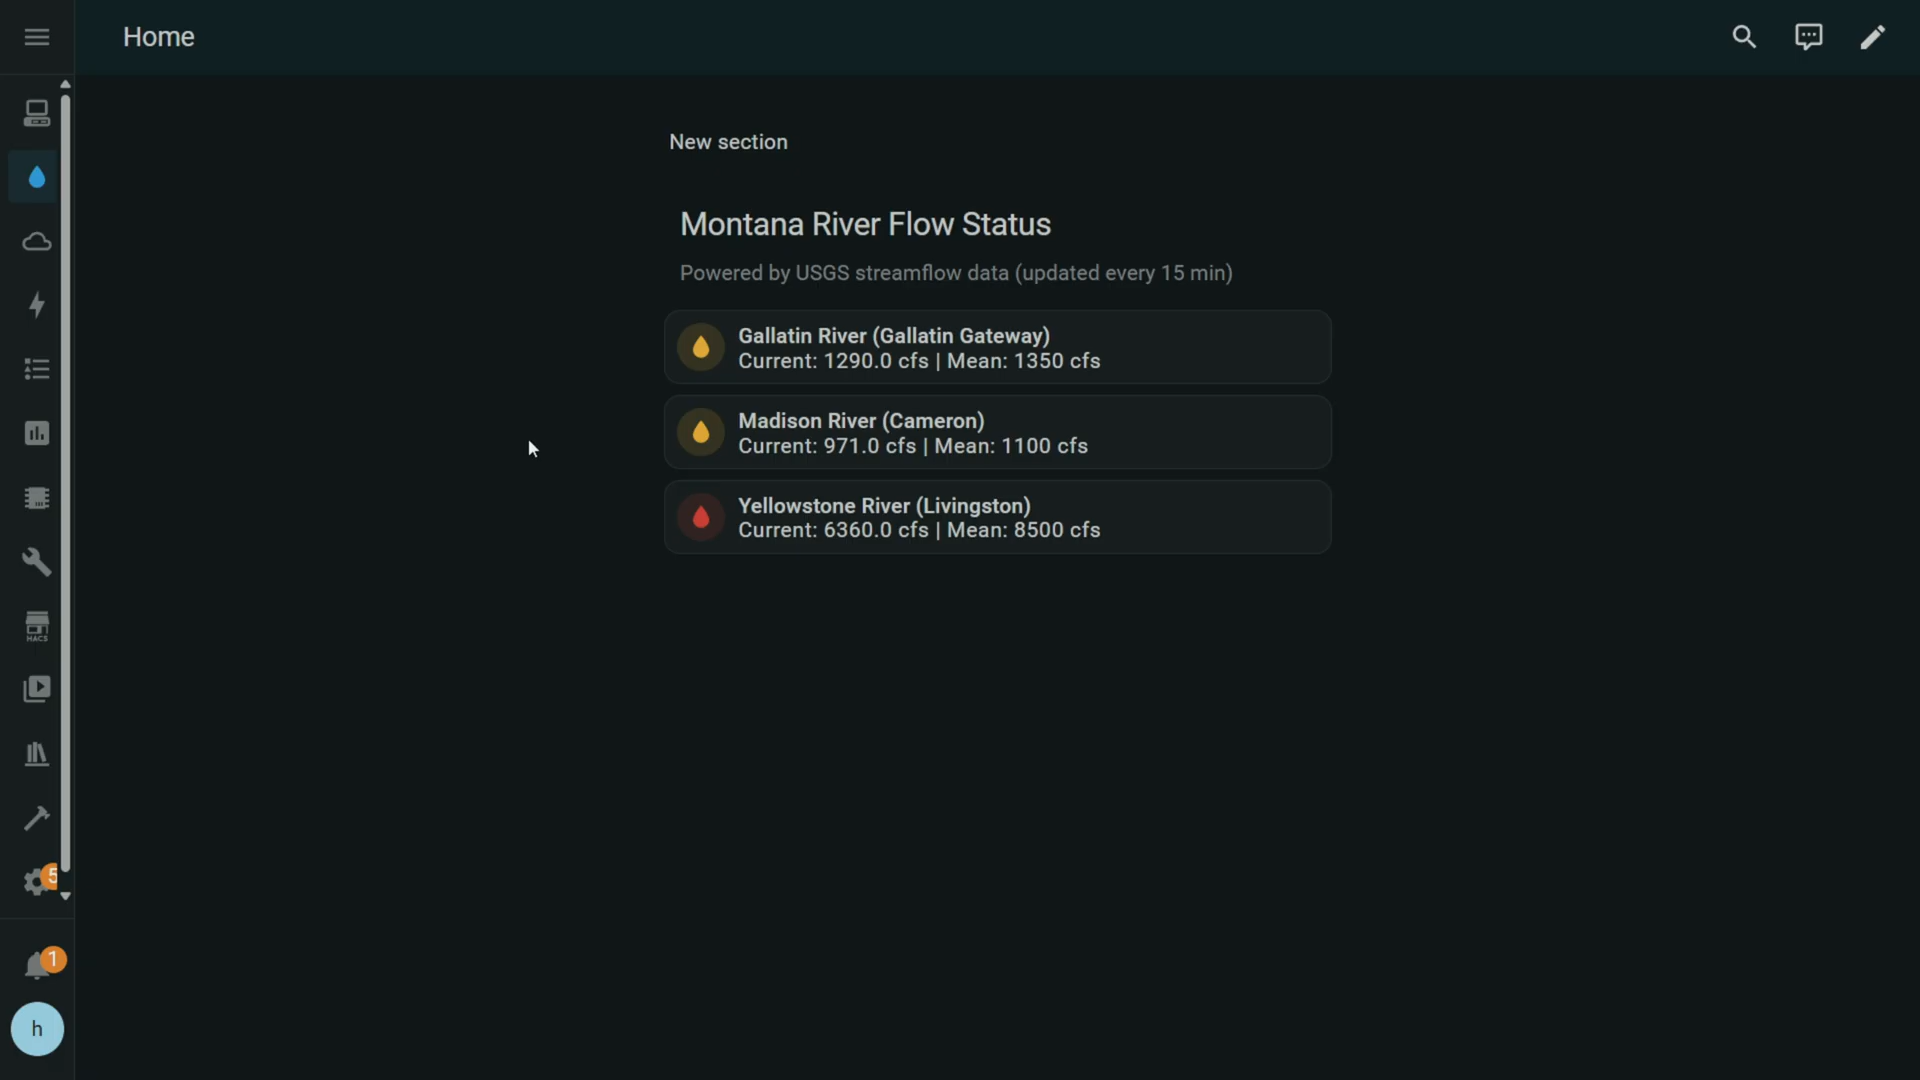 Home
New section
Montana River Flow Status
Powered by USGS streamflow data (updated every 15 min)
Gallatin River (Gallatin Gateway)
Current: 1290.0 cfs | Mean: 1350 cfs
Madison River (Cameron)
Current: 971.0 cfs | Mean: 1100 cfs
Yellowstone River (Livingston)
Current: 6360.0 cfs | Mean: 8500 cfs
HACS
5
1
h